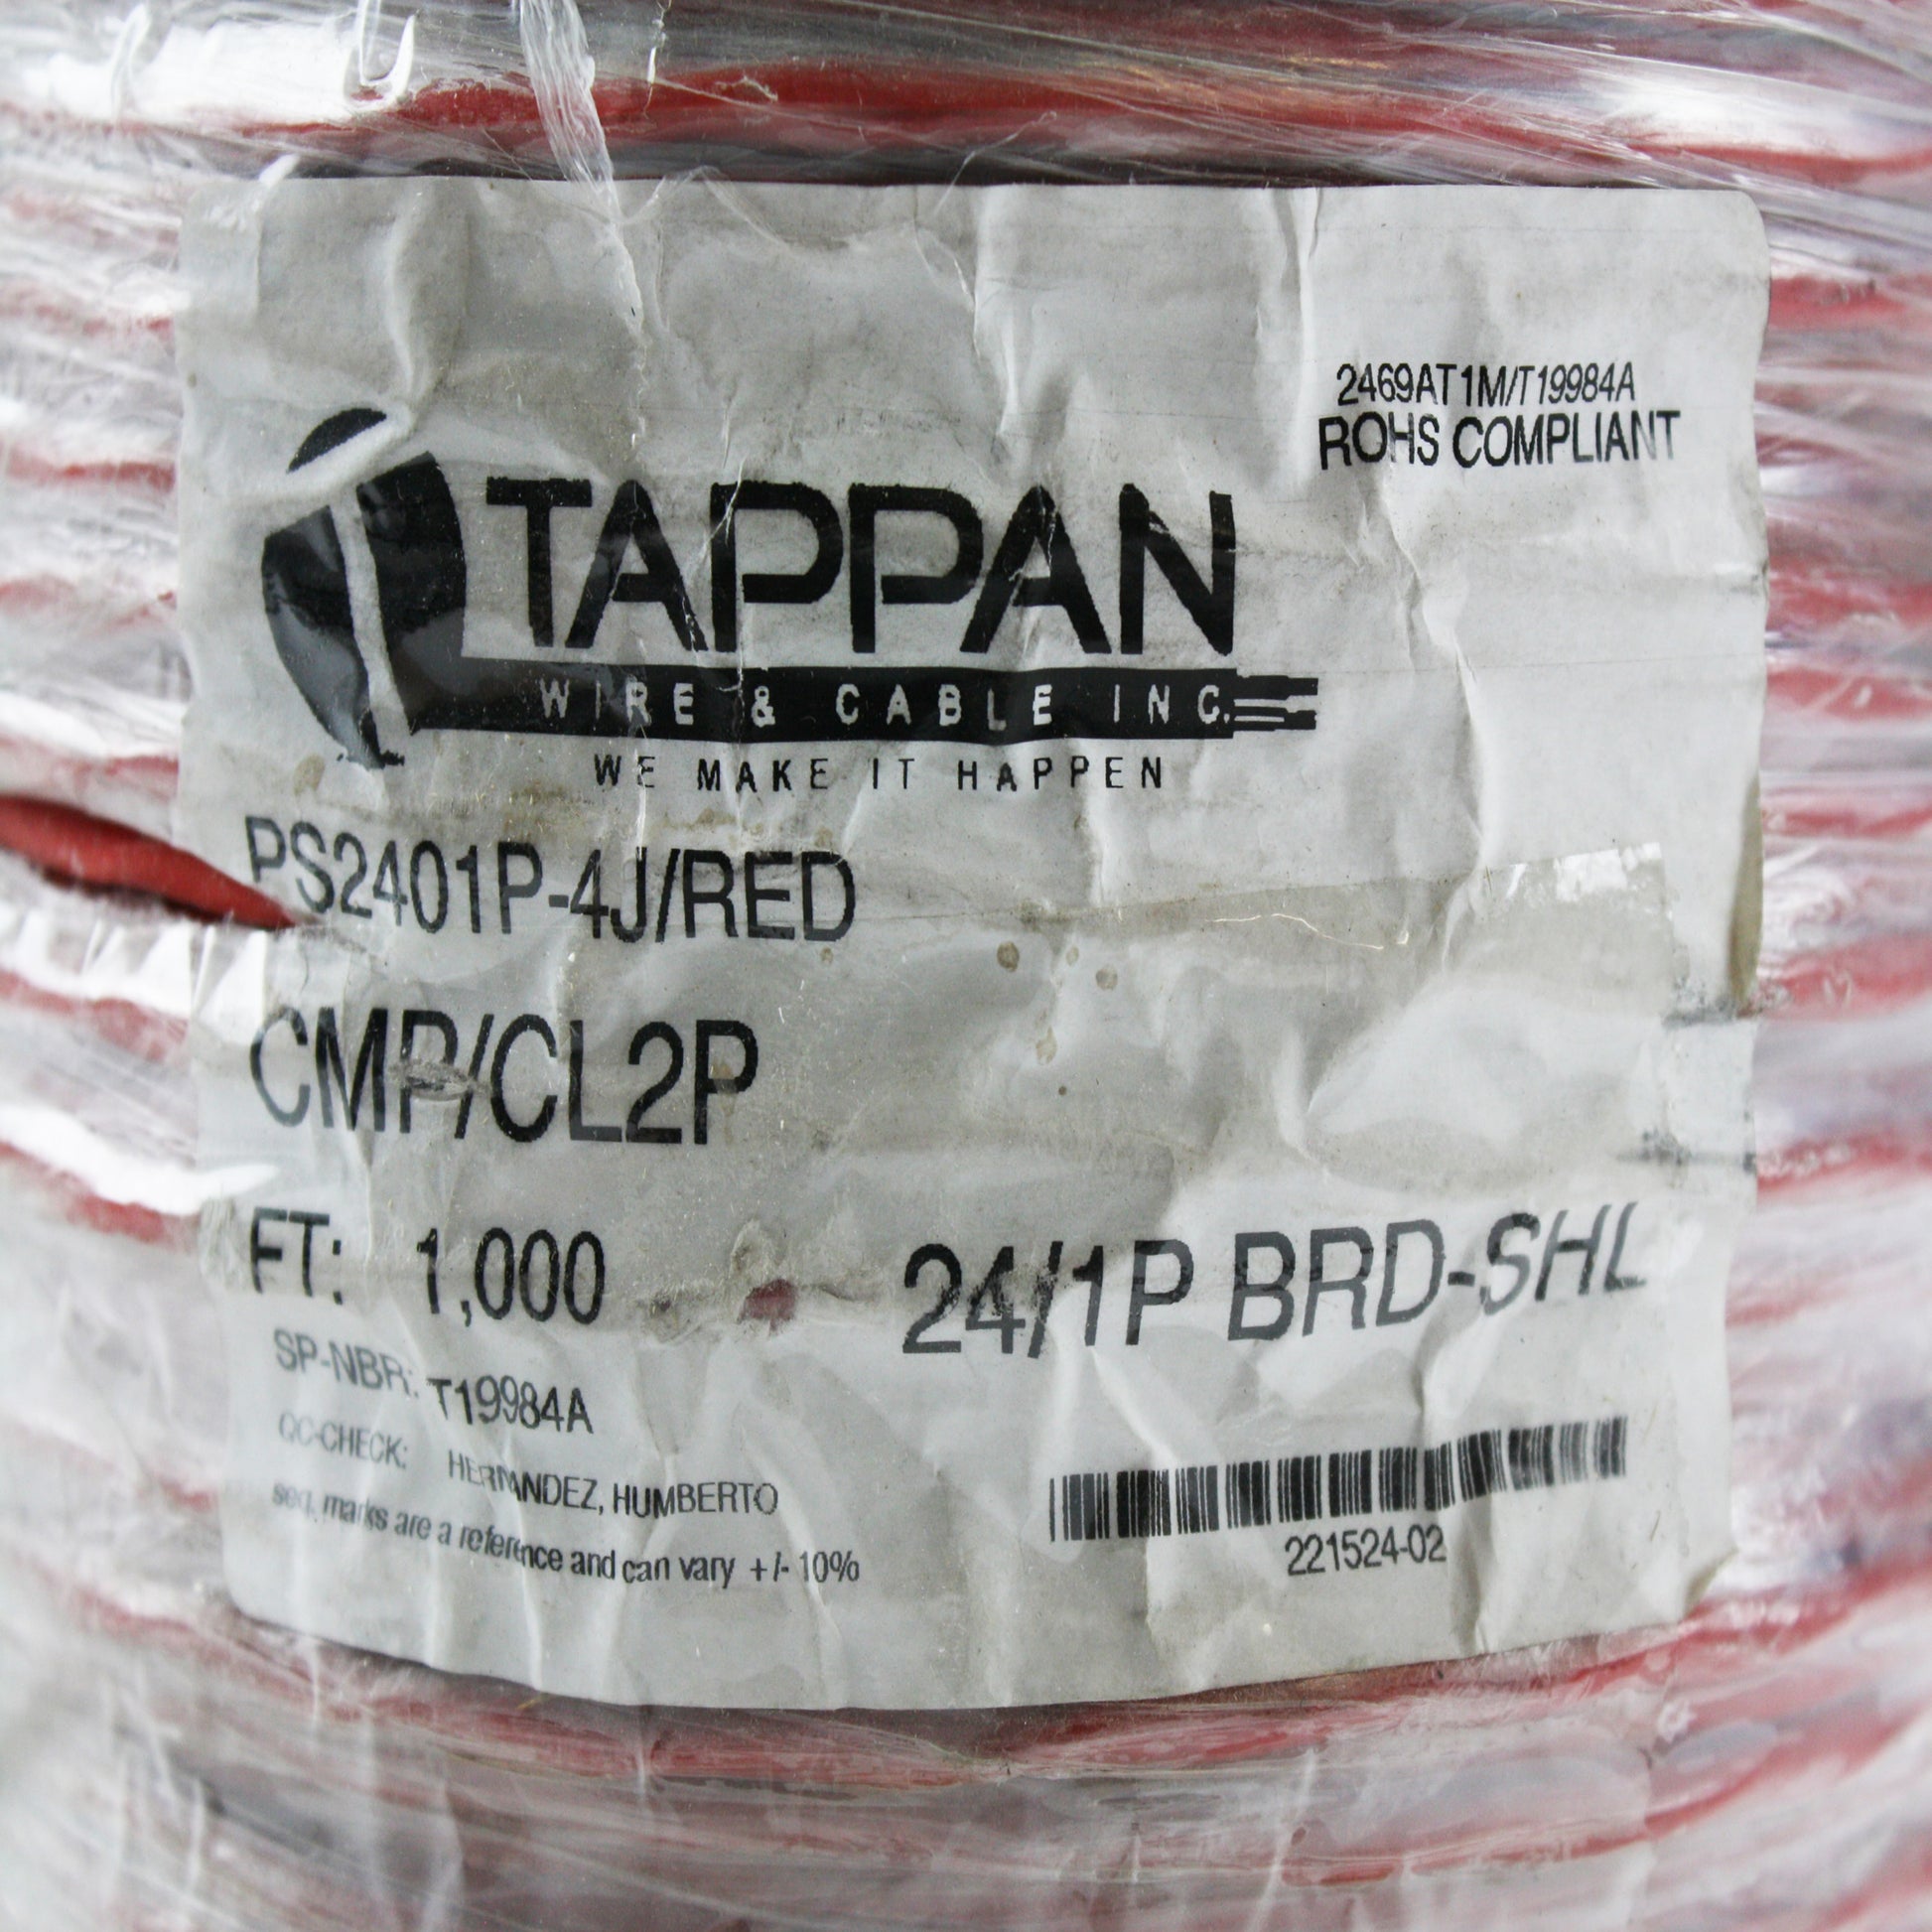 2469AT1M/T19984A
ROHS COMPLIANT
TAPPAN
WIRE & CABLE INC.
WE MAKE IT HAPPEN
PS2401P-4J/RED
CMP/CL2P
FT: 1,000
24/1P BRD-SHL
SP-NBR: T19984A
QC-CHECK: HERNANDEZ, HUMBERTO
seq. marks are a reference and can vary +/- 10%
221524-02